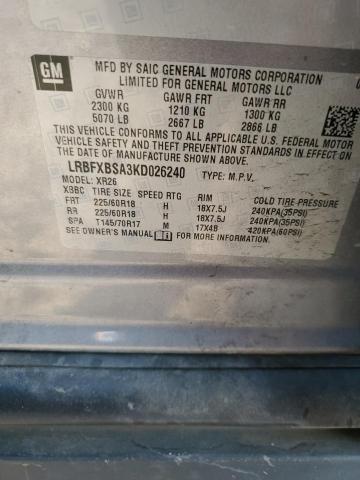 GM
MFD BY SAIC GENERAL MOTORS CORPORATION
LIMITED FOR GENERAL MOTORS LLC
GVWR GAWR FRT GAWR RR
2300 KG 1210 KG 1300 KG
5070 LB 2667 LB 2866 LB
THIS VEHICLE CONFORMS TO ALL APPLICABLE U.S. FEDERAL
MOTOR VEHICLE SAFETY AND THEFT PREVENTION
STANDARDS IN EFFECT ON
THE DATE OF MANUFACTURE SHOWN ABOVE.
LRBFXBSA3KD026240 TYPE: M.P.V.
MODEL: XR26
XBBC TIRE SIZE SPEED RTG RIM COLD TIRE PRESSURE
FRT 225/60R18 H 18X7.5J 240KPA(35PSI)
RR 225/60R18 H 18X7.5J 240KPA(35PSI)
SPA T145/70R17 M 17X4B 420KPA(60PSI)
SEE OWNER'S MANUAL FOR MORE INFORMATION